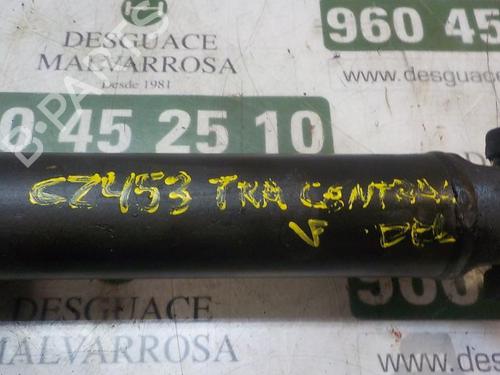 DESGUACE
MALVARROSA
Desde 1981
960 45
www.desguace
0 45 25 10
B-PARTS
CZ453 TRA CENTRAL
V DEL
DESGUACE
MALVARROSA
960
www.des